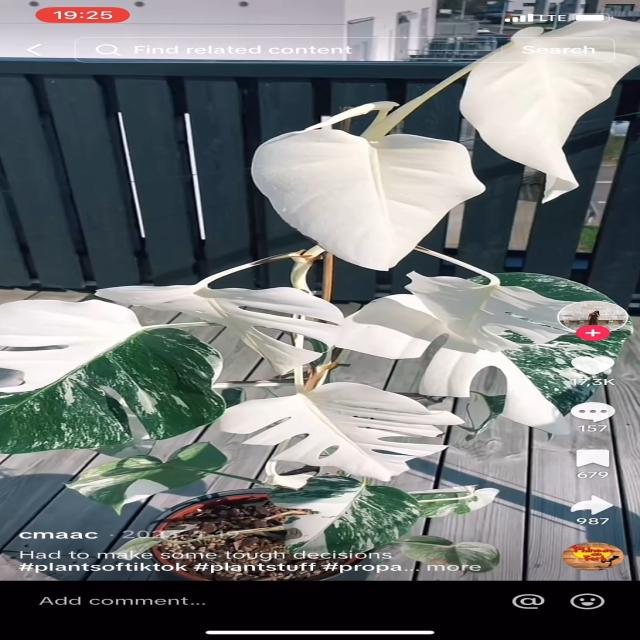 19:25
LTE
Find related content
Search
17.3K
157
679
987
cmaac
Had to make some tough decisions
#plantsoftiktok #plantstuff #propa... more
Add comment...